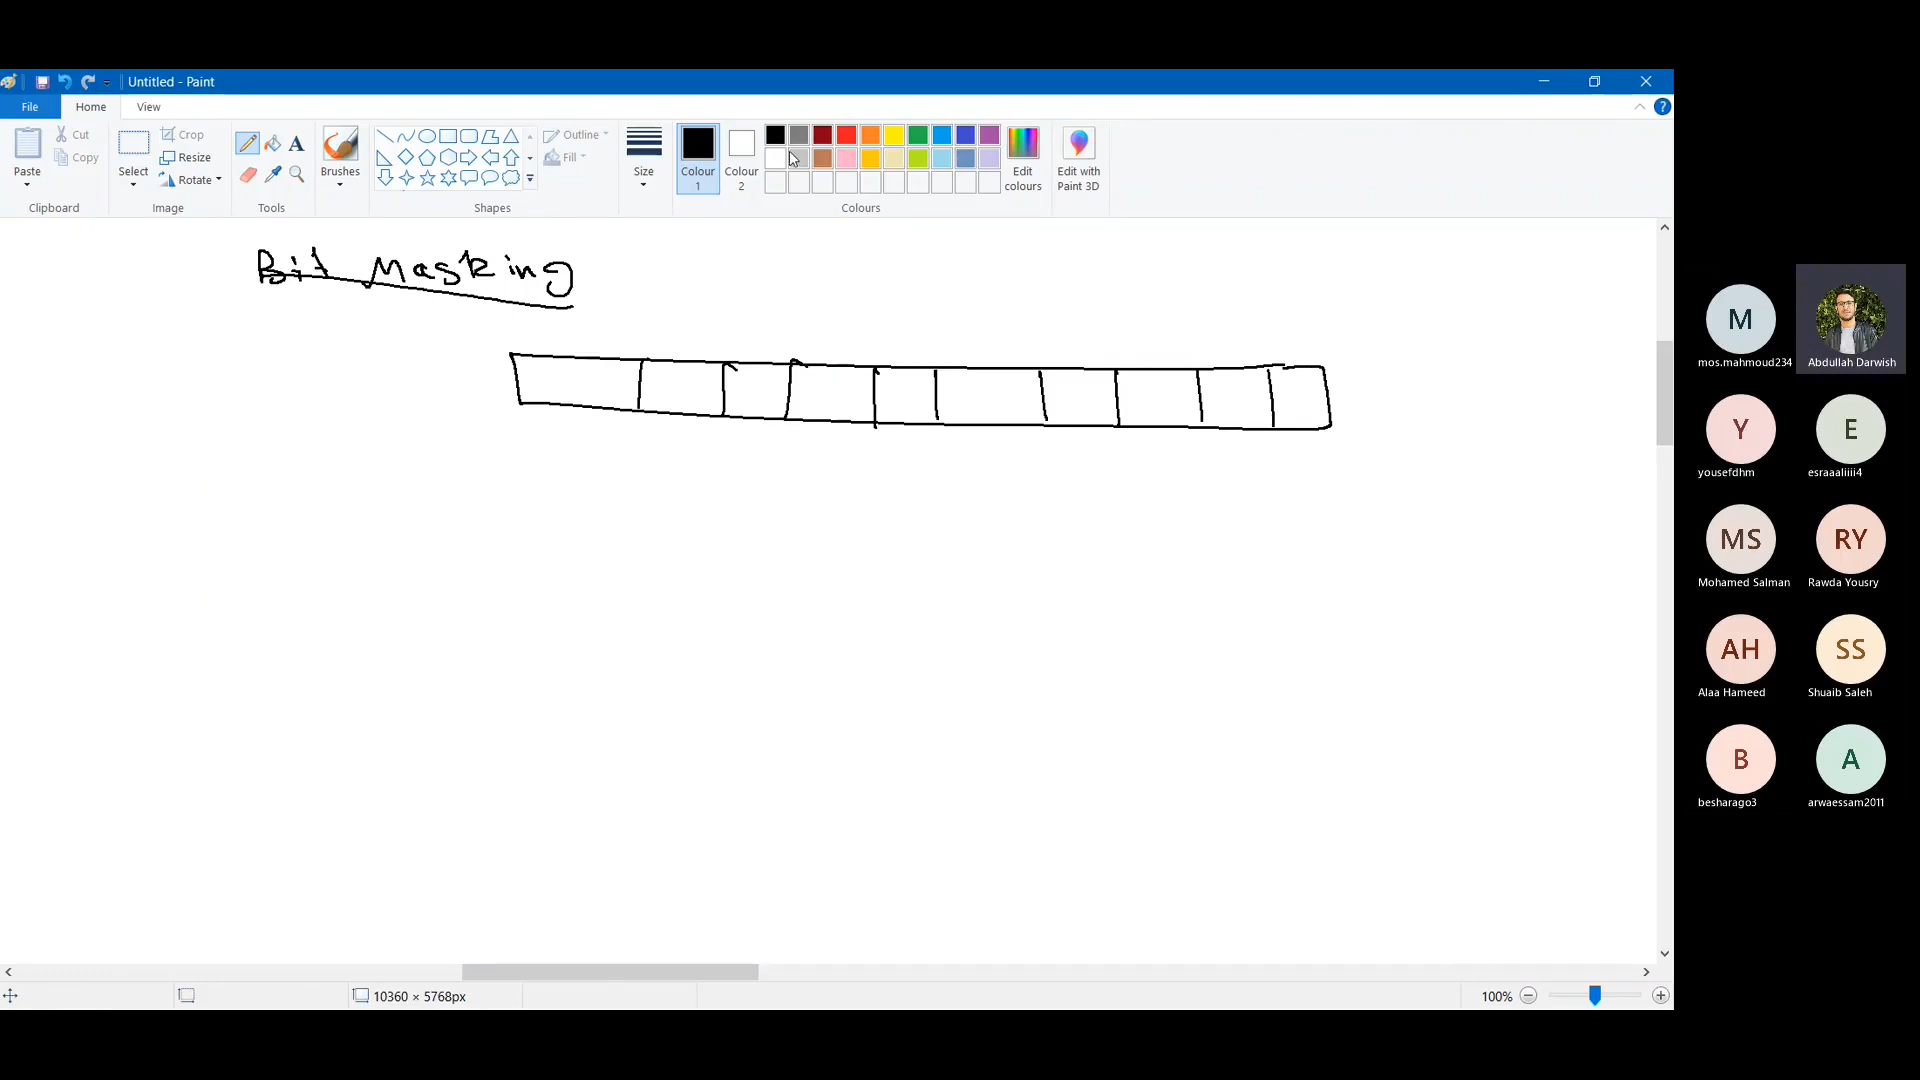 Untitled - Paint
File Home View
Paste Cut Copy Select Crop Resize Rotate Brushes Outline Fill Size Colour 1 Colour 2 Edit colours Edit with Paint 3D
Clipboard Image Tools Shapes Colours
Bit Masking
M
mos.mahmoud234 Abdullah Darwish
Y E
yousefdhm esraaaliiii4
MS RY
Mohamed Salman Rawda Yousry
AH SS
Alaa Hameed Shuaib Saleh
B A
besharago3 arwaessam2011
10360 × 5768px 100%